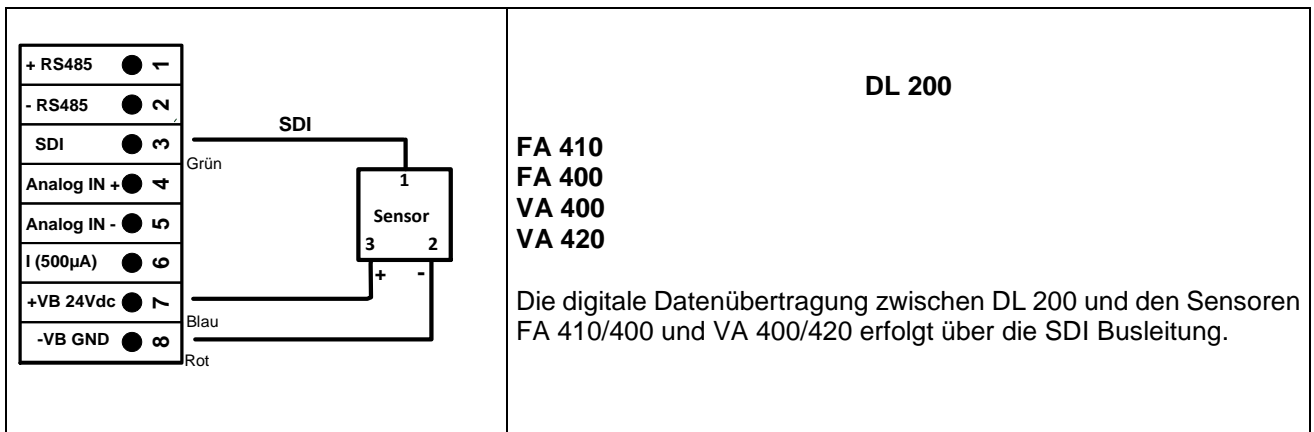 + RS485 1
- RS485 2
SDI 3
Analog IN + 4
Analog IN - 5
I (500µA) 6
+VB 24Vdc 7
-VB GND 8
SDI
Grün
1
Sensor
3 2
+ -
Blau
Rot
DL 200
FA 410
FA 400
VA 400
VA 420
Die digitale Datenübertragung zwischen DL 200 und den Sensoren
FA 410/400 und VA 400/420 erfolgt über die SDI Busleitung.